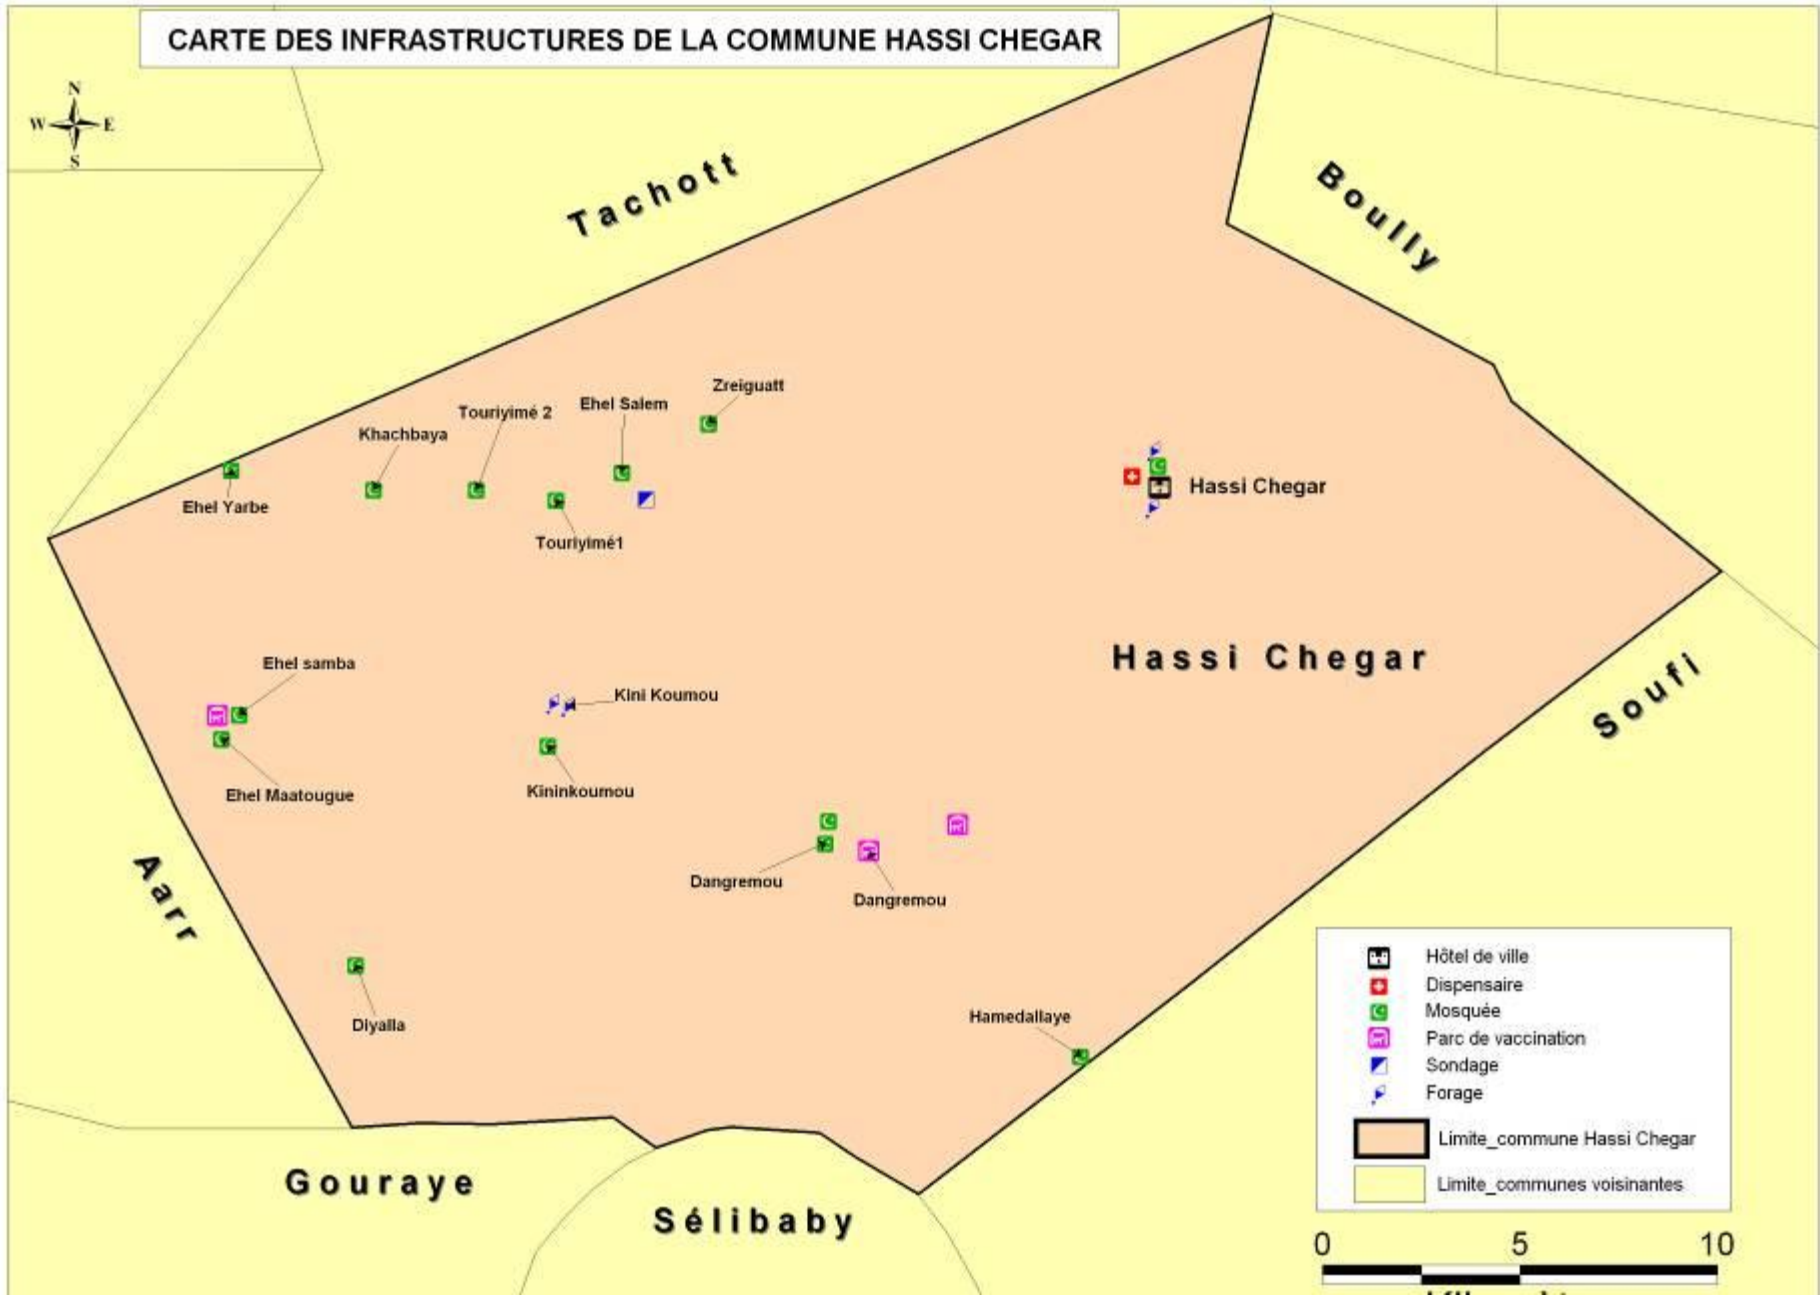 CARTE DES INFRASTRUCTURES DE LA COMMUNE HASSI CHEGAR
N
W E
S
Tachott
Boully
Zreiguatt
Ehel Salem
Touriyimé 2
Khachbaya
Ehel Yarbe
Touriyimé1
Hassi Chegar
Hassi Chegar
Ehel samba
Kini Koumou
Soufi
Ehel Maatougue
Kininkoumou
Aarr
Dangremou
Dangremou
Diyalla
Hamedallaye
Gouraye
Sélibaby
Hôtel de ville
Dispensaire
Mosquée
Parc de vaccination
Sondage
Forage
Limite_commune Hassi Chegar
Limite_communes voisinantes
0 5 10